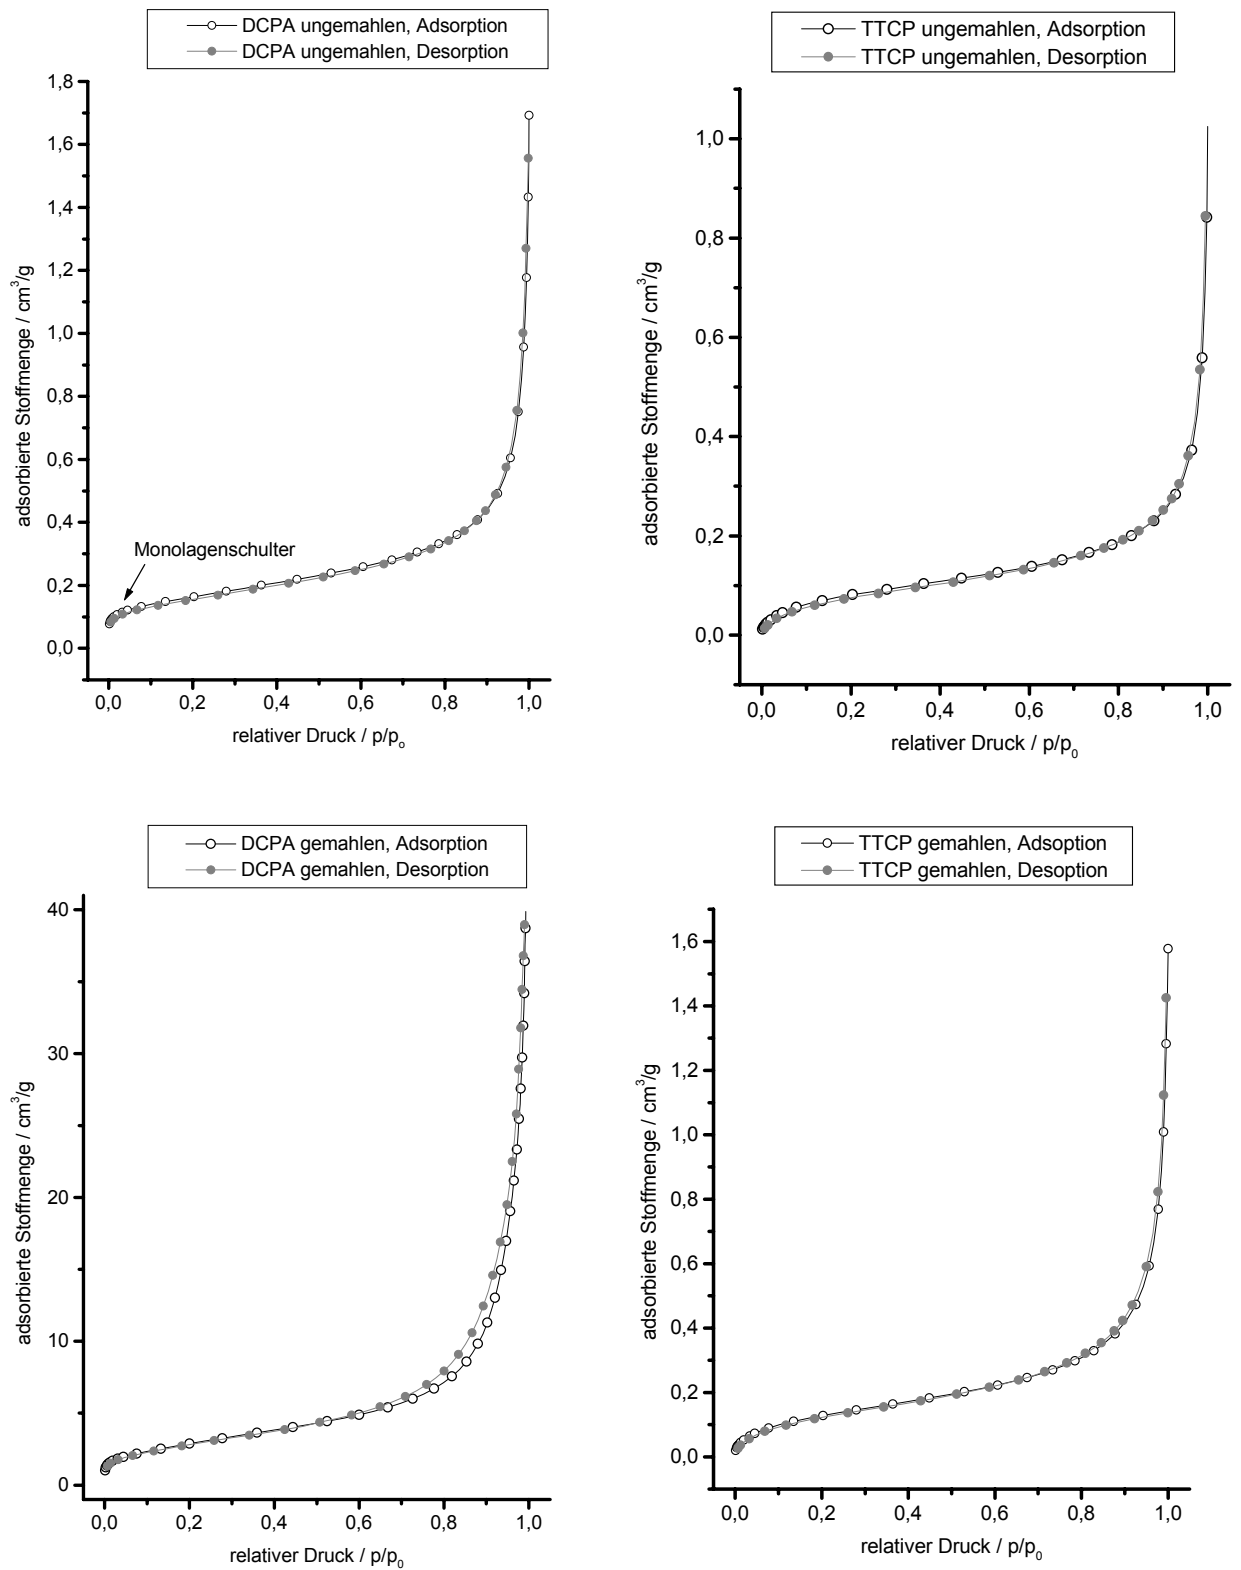 DCPA ungemahlen, Adsorption
DCPA ungemahlen, Desorption
1,8
1,6
1,4
1,2
1,0
0,8
0,6
0,4
0,2
0,0
adsorbierte Stoffmenge / cm³/g
Monolagenschulter
0,0 0,2 0,4 0,6 0,8 1,0
relativer Druck / p/p₀
TTCP ungemahlen, Adsorption
TTCP ungemahlen, Desorption
1,0
0,8
0,6
0,4
0,2
0,0
adsorbierte Stoffmenge / cm³/g
0,0 0,2 0,4 0,6 0,8 1,0
relativer Druck / p/p₀
DCPA gemahlen, Adsorption
DCPA gemahlen, Desorption
40
30
20
10
0
adsorbierte Stoffmenge / cm³/g
0,0 0,2 0,4 0,6 0,8 1,0
relativer Druck / p/p₀
TTCP gemahlen, Adsoption
TTCP gemahlen, Desoption
1,6
1,4
1,2
1,0
0,8
0,6
0,4
0,2
0,0
adsorbierte Stoffmenge / cm³/g
0,0 0,2 0,4 0,6 0,8 1,0
relativer Druck / p/p₀